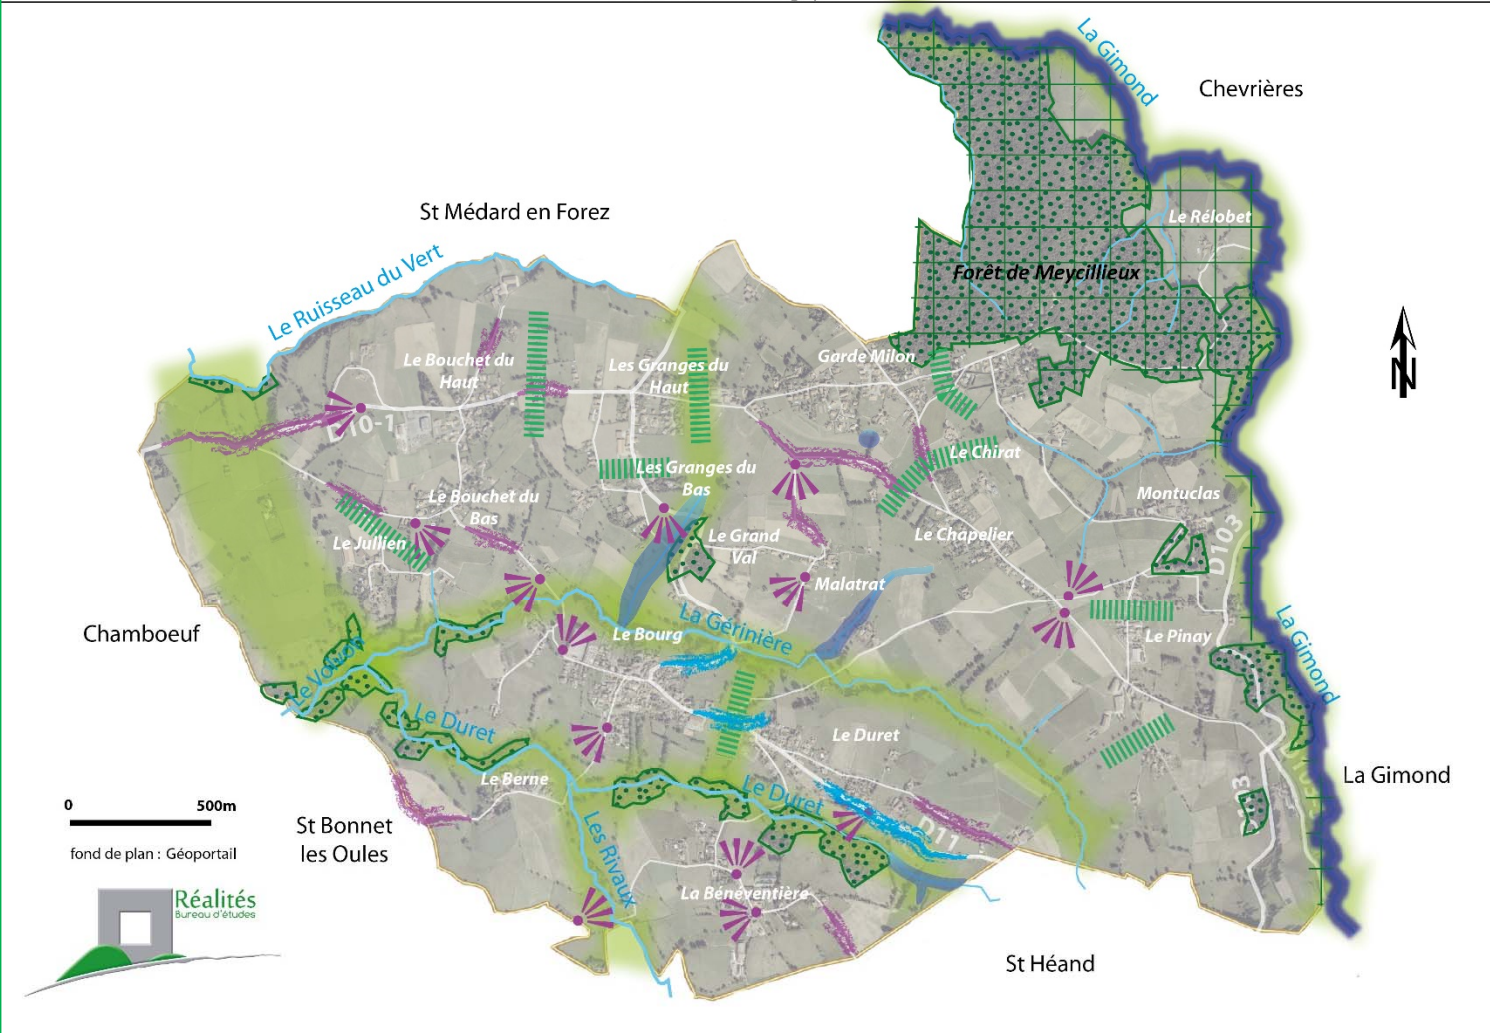 La Gimond
Chevrières
St Médard en Forez
Le Rélobet
Le Ruisseau du Vert
Forêt de Meycillieux
Le Bouchet du
Haut
Les Granges du
Haut
Garde Milon
N
D10-1
Le Chirat
Les Granges du
Bas
Le Bouchet du
Bas
Montuclas
Le Jullien
Le Grand
Val
Le Chapelier
D103
Malatrat
Chamboeuf
Le Bourg
La Gérinière
Le Pinay
La Gimond
Le Volvon
Le Duret
Le Duret
Le Berne
La Gimond
0 500m
Le Duret
St Bonnet
les Oules
Les Rivaux
D11
fond de plan : Géoportail
Réalités
Bureau d'études
La Bénéventière
St Héand